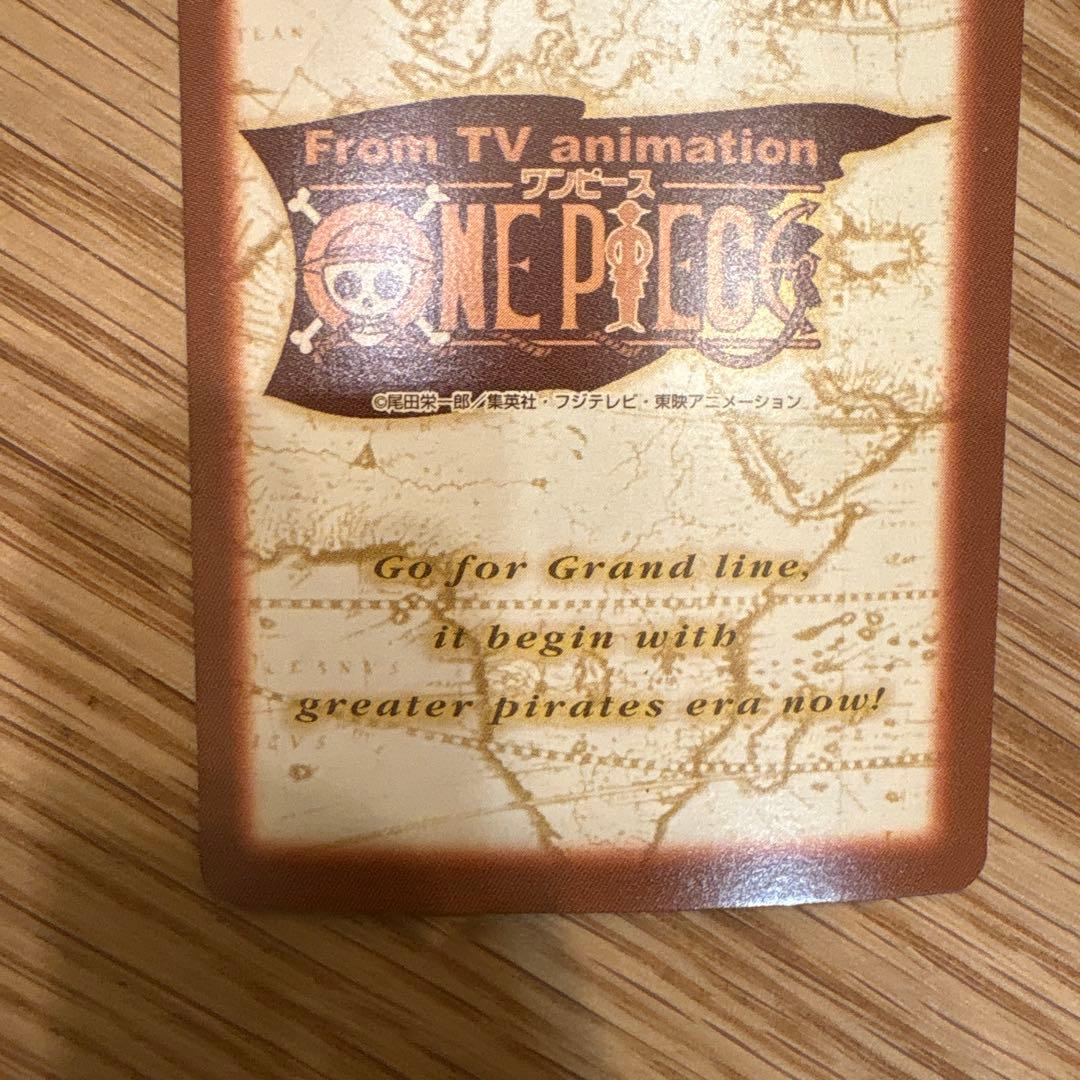 From TV animation
ワンピース
ONE PIECE
©尾田栄一郎／集英社・フジテレビ・東映アニメーション
Go for Grand line,
it begin with
greater pirates era now!